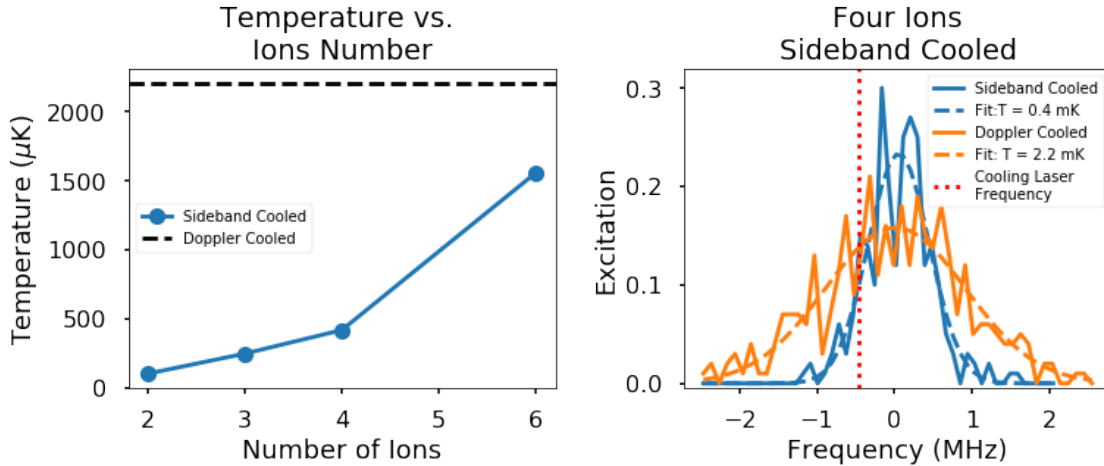 Temperature vs.
Ions Number
Temperature (μK)
2000
1500
1000
500
0
Sideband Cooled
Doppler Cooled
2
3
4
5
6
Number of Ions
Four Ions
Sideband Cooled
Excitation
0.3
0.2
0.1
0.0
Sideband Cooled
Fit:T = 0.4 mK
Doppler Cooled
Fit: T = 2.2 mK
Cooling Laser
Frequency
−2
−1
0
1
2
Frequency (MHz)